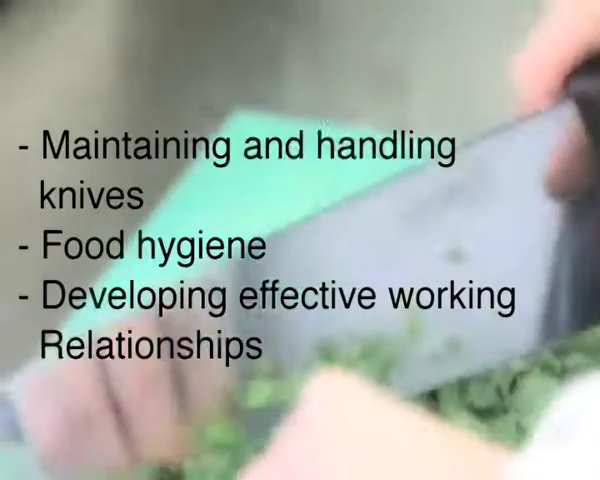 - Maintaining and handling
knives
- Food hygiene
- Developing effective working
Relationships